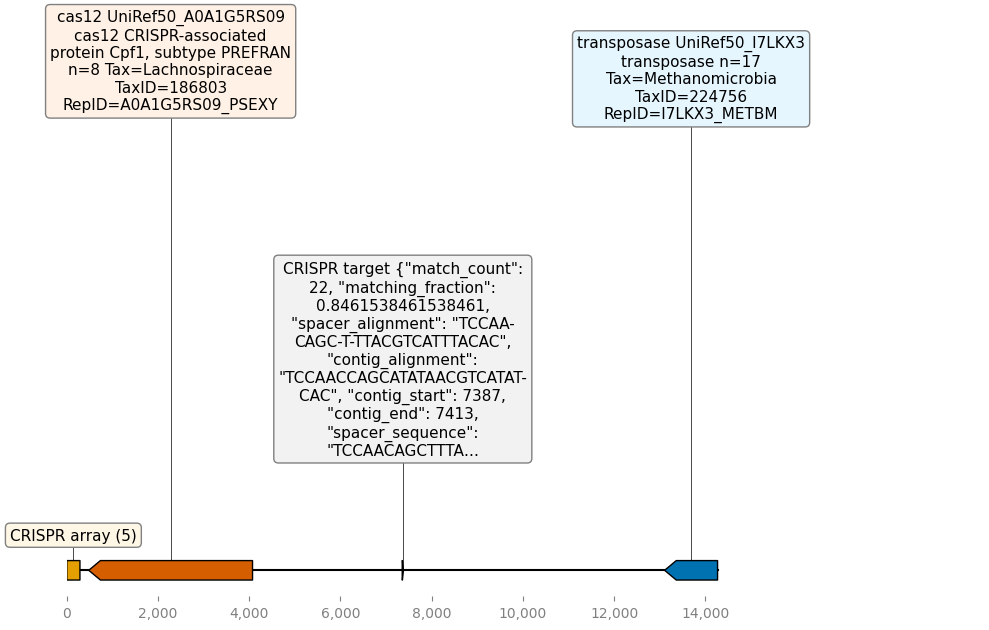 cas12 UniRef50_A0A1G5RS09
cas12 CRISPR-associated
protein Cpf1, subtype PREFRAN
n=8 Tax=Lachnospiraceae
TaxID=186803
RepID=A0A1G5RS09_PSEXY
transposase UniRef50_I7LKX3
transposase n=17
Tax=Methanomicrobia
TaxID=224756
RepID=I7LKX3_METBM
CRISPR target {"match_count":
22, "matching_fraction":
0.8461538461538461,
"spacer_alignment": "TCCAA-
CAGC-T-TTACGTCATTTACAC",
"contig_alignment":
"TCCAACCAGCATATAACGTCATAT-
CAC", "contig_start": 7387,
"contig_end": 7413,
"spacer_sequence":
"TCCAACAGCTTTA...
CRISPR array (5)
0 2,000 4,000 6,000 8,000 10,000 12,000 14,000